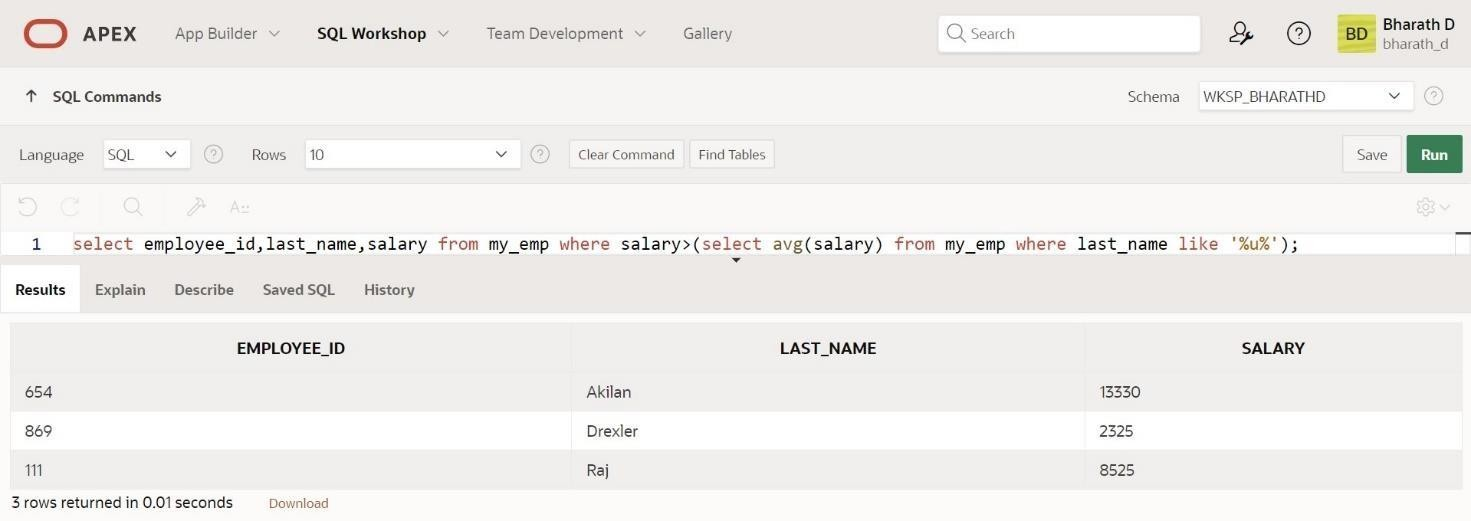 APEX App Builder SQL Workshop Team Development Gallery Search BD Bharath D
bharath_d
SQL Commands Schema WKSP_BHARATHD
Language SQL Rows 10 Clear Command Find Tables Save Run
A::
1 select employee_id,last_name,salary from my_emp where salary>(select avg(salary) from my_emp where last_name like '%u%');
Results Explain Describe Saved SQL History
EMPLOYEE_ID LAST_NAME SALARY
654 Akilan 13330
869 Drexler 2325
111 Raj 8525
3 rows returned in 0.01 seconds Download